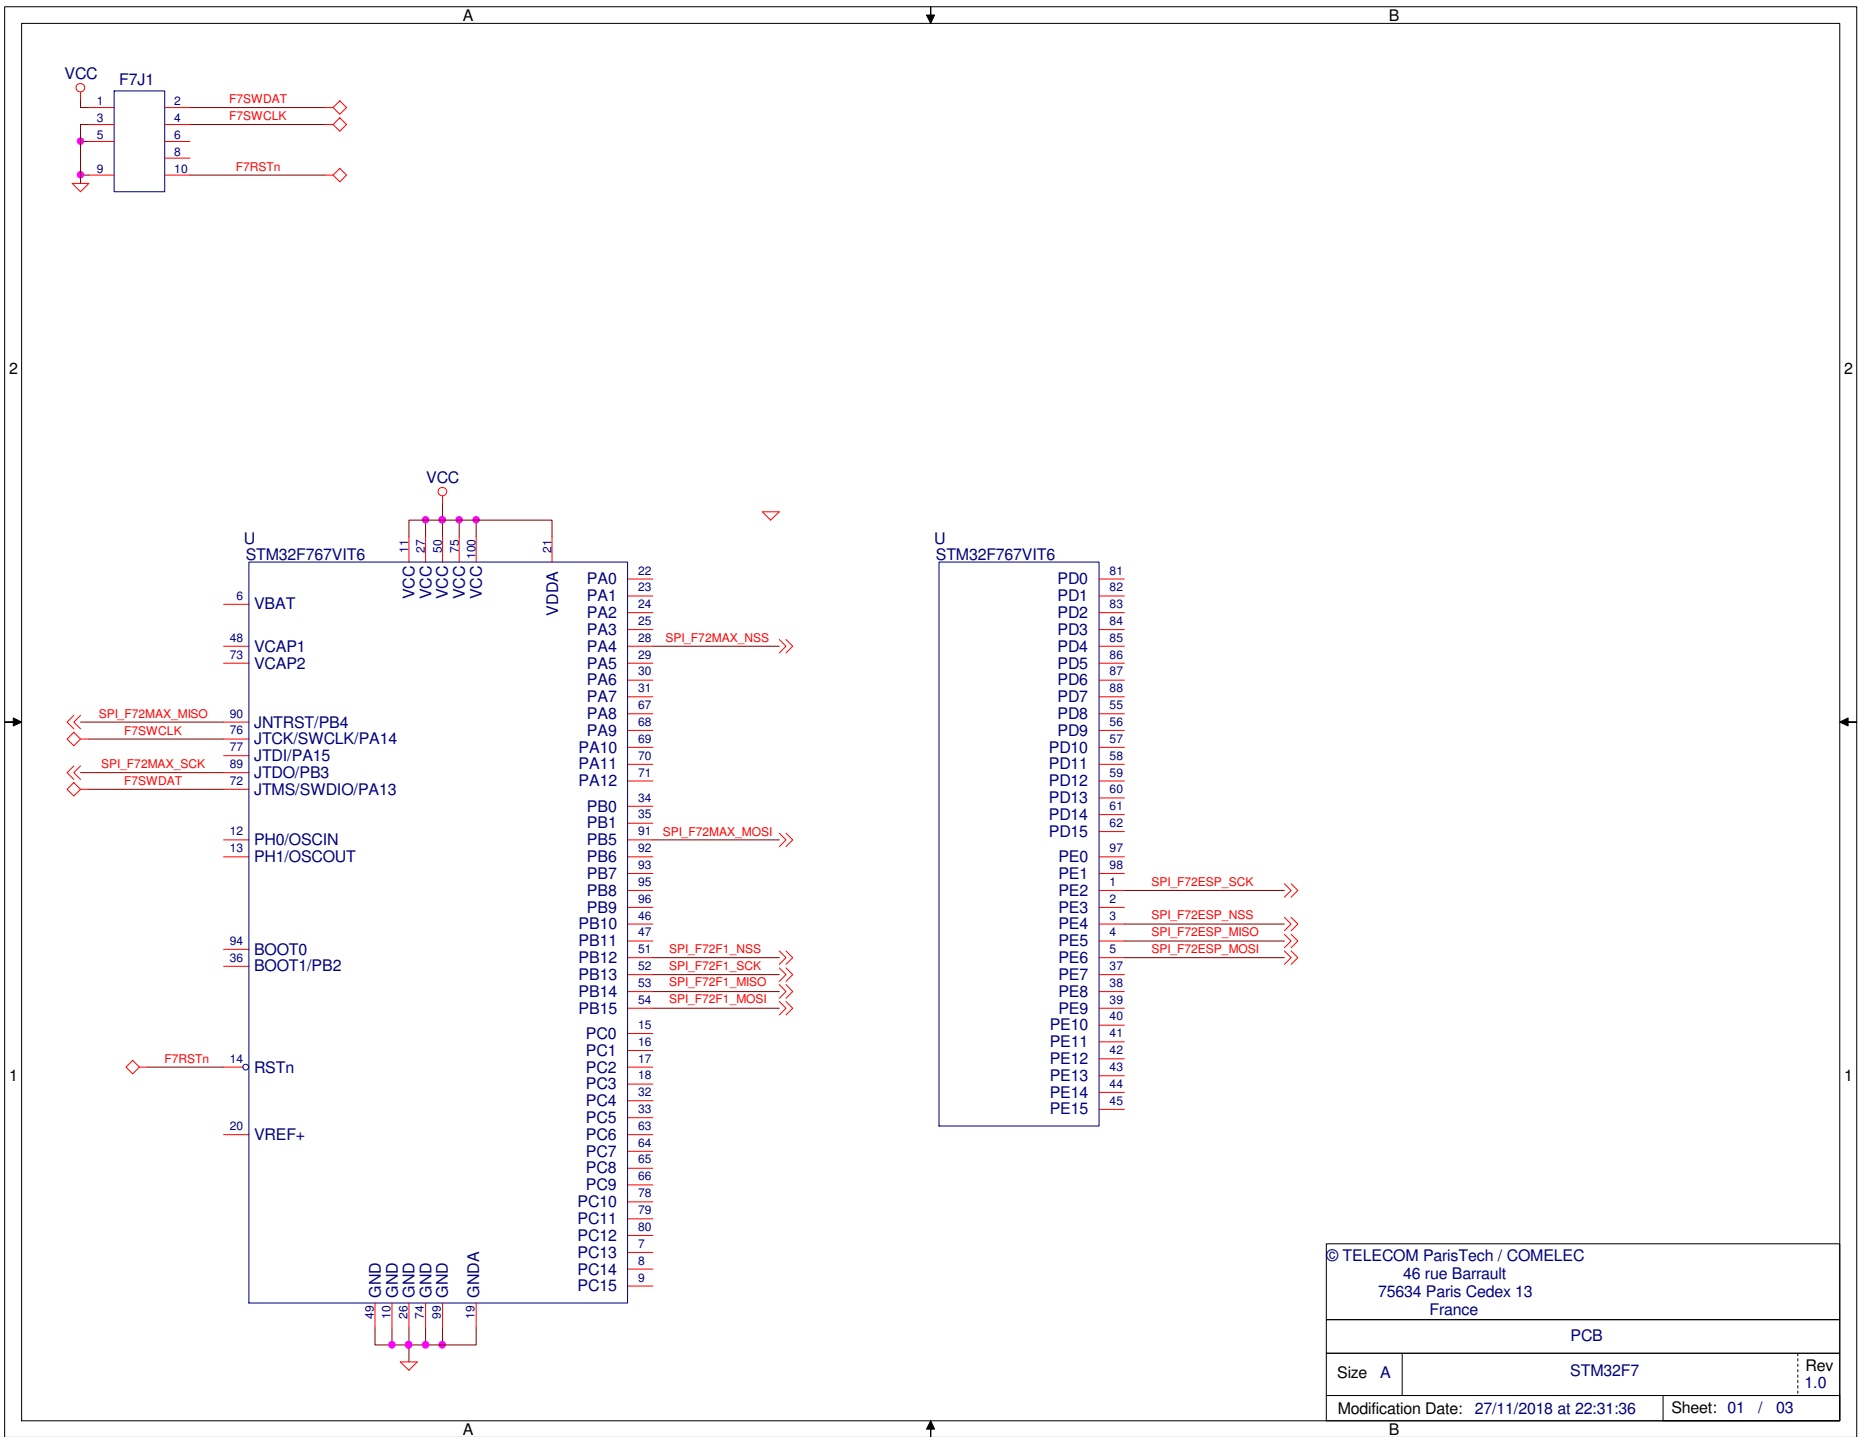 A B
VCC
F7J1
1 2 F7SWDAT
3 4 F7SWCLK
5 6
8
9 10 F7RSTn
2 2
VCC
U
STM32F767VIT6
11 27 50 75 100 21
VCC VCC VCC VCC VCC VDDA
6 VBAT
48 VCAP1
73 VCAP2
SPI_F72MAX_MISO 90 JNTRST/PB4
F7SWCLK 76 JTCK/SWCLK/PA14
77 JTDI/PA15
SPI_F72MAX_SCK 89 JTDO/PB3
F7SWDAT 72 JTMS/SWDIO/PA13
12 PH0/OSCIN
13 PH1/OSCOUT
94 BOOT0
36 BOOT1/PB2
F7RSTn 14 RSTn
20 VREF+
PA0 22
PA1 23
PA2 24
PA3 25
PA4 28 SPI_F72MAX_NSS
PA5 29
PA6 30
PA7 31
PA8 67
PA9 68
PA10 69
PA11 70
PA12 71
PB0 34
PB1 35
PB5 91 SPI_F72MAX_MOSI
PB6 92
PB7 93
PB8 95
PB9 96
PB10 46
PB11 47
PB12 51 SPI_F72F1_NSS
PB13 52 SPI_F72F1_SCK
PB14 53 SPI_F72F1_MISO
PB15 54 SPI_F72F1_MOSI
PC0 15
PC1 16
PC2 17
PC3 18
PC4 32
PC5 33
PC6 63
PC7 64
PC8 65
PC9 66
PC10 78
PC11 79
PC12 80
PC13 7
PC14 8
PC15 9
GND GND GND GND GND GNDA
49 10 26 74 99 19
U
STM32F767VIT6
PD0 81
PD1 82
PD2 83
PD3 84
PD4 85
PD5 86
PD6 87
PD7 88
PD8 55
PD9 56
PD10 57
PD11 58
PD12 59
PD13 60
PD14 61
PD15 62
PE0 97
PE1 98
PE2 1 SPI_F72ESP_SCK
PE3 2
PE4 3 SPI_F72ESP_NSS
PE5 4 SPI_F72ESP_MISO
PE6 5 SPI_F72ESP_MOSI
PE7 37
PE8 38
PE9 39
PE10 40
PE11 41
PE12 42
PE13 43
PE14 44
PE15 45
1 1
© TELECOM ParisTech / COMELEC
46 rue Barrault
75634 Paris Cedex 13
France
PCB
Size A STM32F7 Rev 1.0
Modification Date: 27/11/2018 at 22:31:36 Sheet: 01 / 03
A B